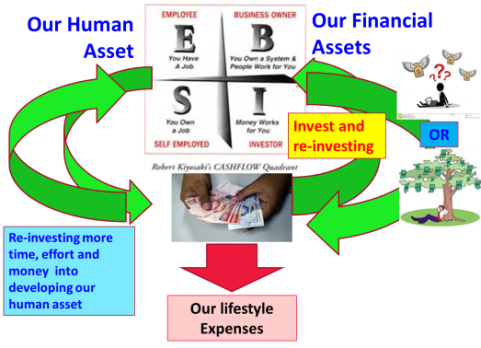 Our Human
Asset
EMPLOYEE
E
You Have
A Job
BUSINESS OWNER
B
You Own a System &
People Work for You
S
You Own
a Job
SELF EMPLOYED
I
Money Works
for You
INVESTOR
Robert Kiyosaki's CASHFLOW Quadrant
Our Financial
Assets
???
OR
Invest and
re-investing
Re-investing more
time, effort and
money into
developing our
human asset
Our lifestyle
Expenses